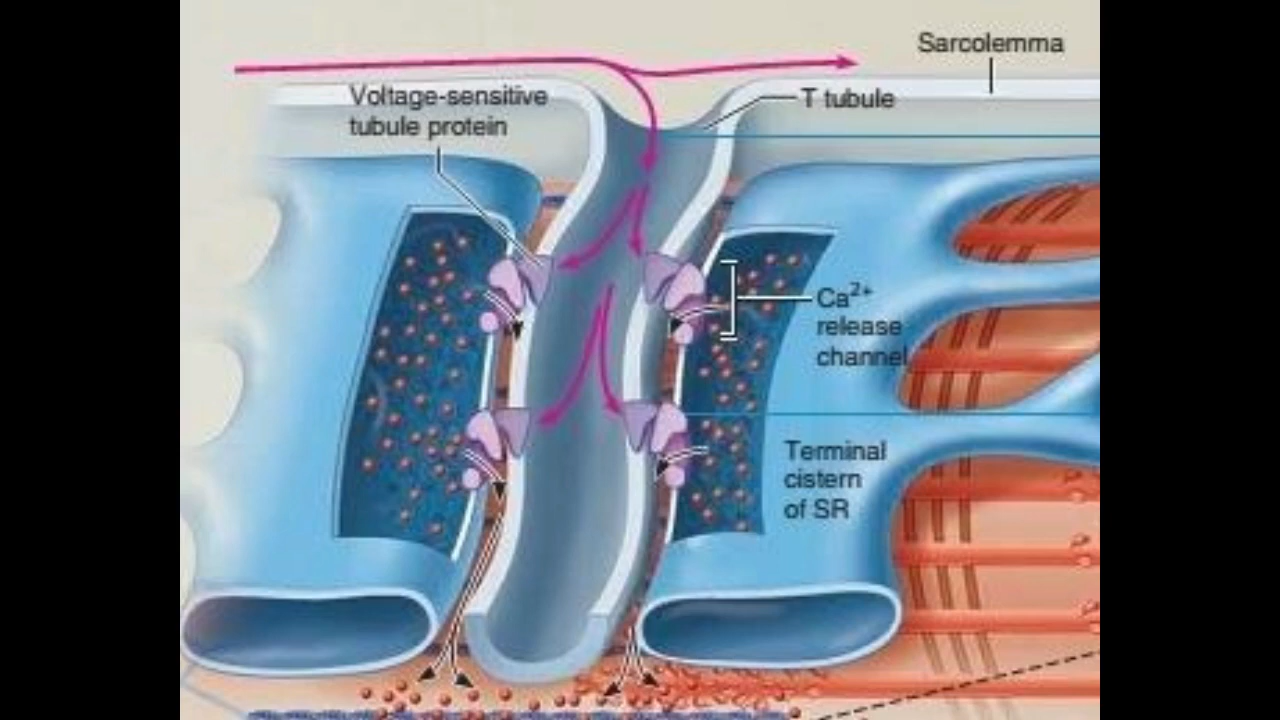 Sarcolemma
Voltage-sensitive
tubule protein
T tubule
Ca²⁺
release
channel
Terminal
cistern
of SR